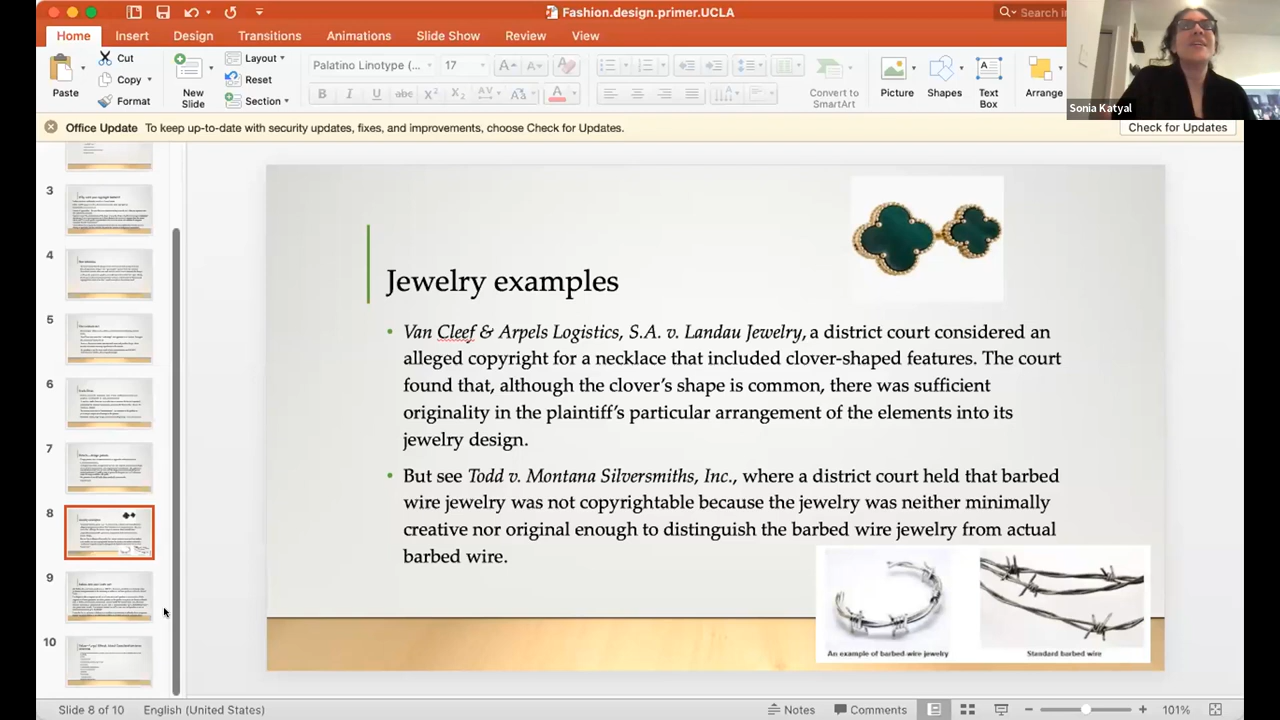 Fashion.design.primer.UCLA
Search in
Home
Insert
Design
Transitions
Animations
Slide Show
Review
View
Paste
Cut
Copy
Format
New Slide
Layout
Reset
Section
Palatino Linotype (...
17
Convert to SmartArt
Picture
Shapes
Text Box
Arrange
Sonia Katyal
Office Update To keep up-to-date with security updates, fixes, and improvements, choose Check for Updates.
Check for Updates
3
4
5
6
7
8
9
10
Jewelry examples
• Van Cleef & Arpels Logistics, S.A. v. Landau Jewelry, a district court considered an
alleged copyright for a necklace that included clover-shaped features. The court
found that, although the clover's shape is common, there was sufficient
originality in the plaintiff's particular arrangement of the elements into its
jewelry design.
• But see Todd v. Montana Silversmiths, Inc., where a district court held that barbed
wire jewelry was not copyrightable because the jewelry was neither minimally
creative nor original enough to distinguish the barbed wire jewelry from actual
barbed wire.
An example of barbed-wire jewelry
Standard barbed wire
Slide 8 of 10
English (United States)
Notes
Comments
101%